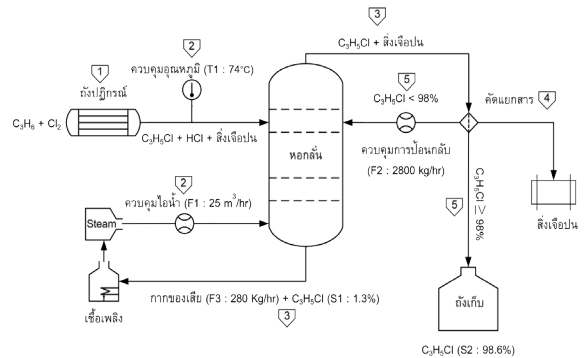 3
C₃H₅Cl + สิ่งเจือปน
2
ควบคุมอุณหภูมิ (T1 : 74°C)
1
ถังปฏิกรณ์
5
C₃H₅Cl < 98%
คัดแยกสาร
4
C₃H₆ + Cl₂
C₃H₅Cl + HCl + สิ่งเจือปน
หอกลั่น
ควบคุมการป้อนกลับ
(F2 : 2800 kg/hr)
2
ควบคุมไอน้ำ (F1 : 25 m³/hr)
Steam
5
C₃H₅Cl ≥ 98%
สิ่งเจือปน
กากของเสีย (F3 : 280 Kg/hr) + C₃H₅Cl (S1 : 1.3%)
3
เชื้อเพลิง
ถังเก็บ
C₃H₅Cl (S2 : 98.6%)